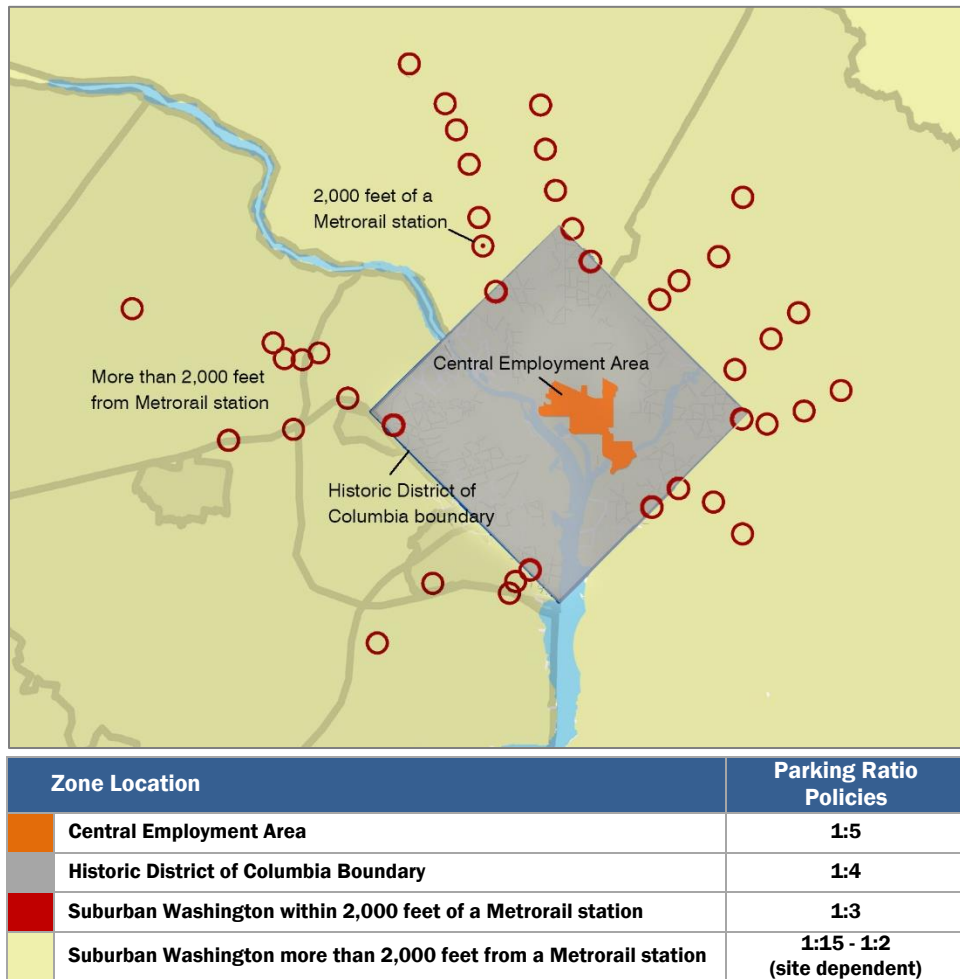 2,000 feet of a
Metrorail station
Central Employment Area
More than 2,000 feet
from Metrorail station
Historic District of
Columbia boundary
Zone Location
Parking Ratio
Policies
Central Employment Area
1:5
Historic District of Columbia Boundary
1:4
Suburban Washington within 2,000 feet of a Metrorail station
1:3
Suburban Washington more than 2,000 feet from a Metrorail station
1:15 - 1:2
(site dependent)